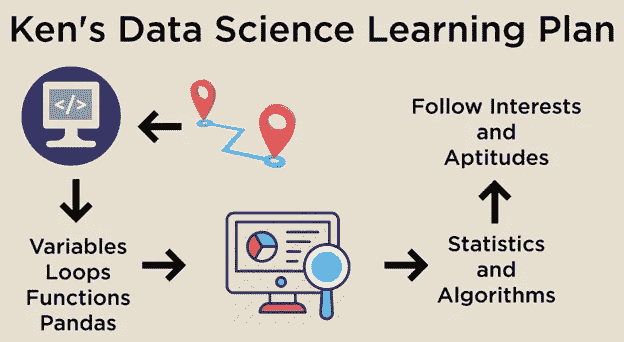 Ken's Data Science Learning Plan
</>
Variables
Loops
Functions
Pandas
Statistics
and
Algorithms
Follow Interests
and
Aptitudes